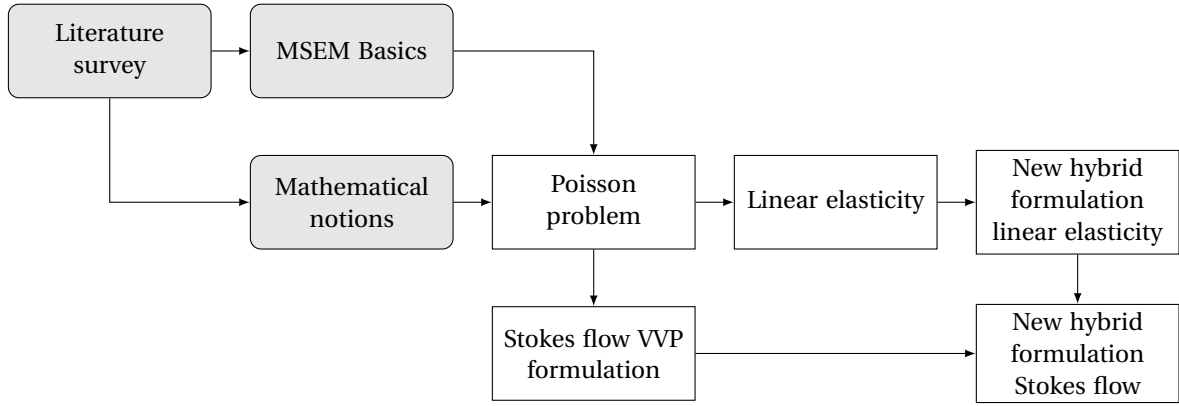 Literature
survey
MSEM Basics
Mathematical
notions
Poisson
problem
Linear elasticity
New hybrid
formulation
linear elasticity
Stokes flow VVP
formulation
New hybrid
formulation
Stokes flow